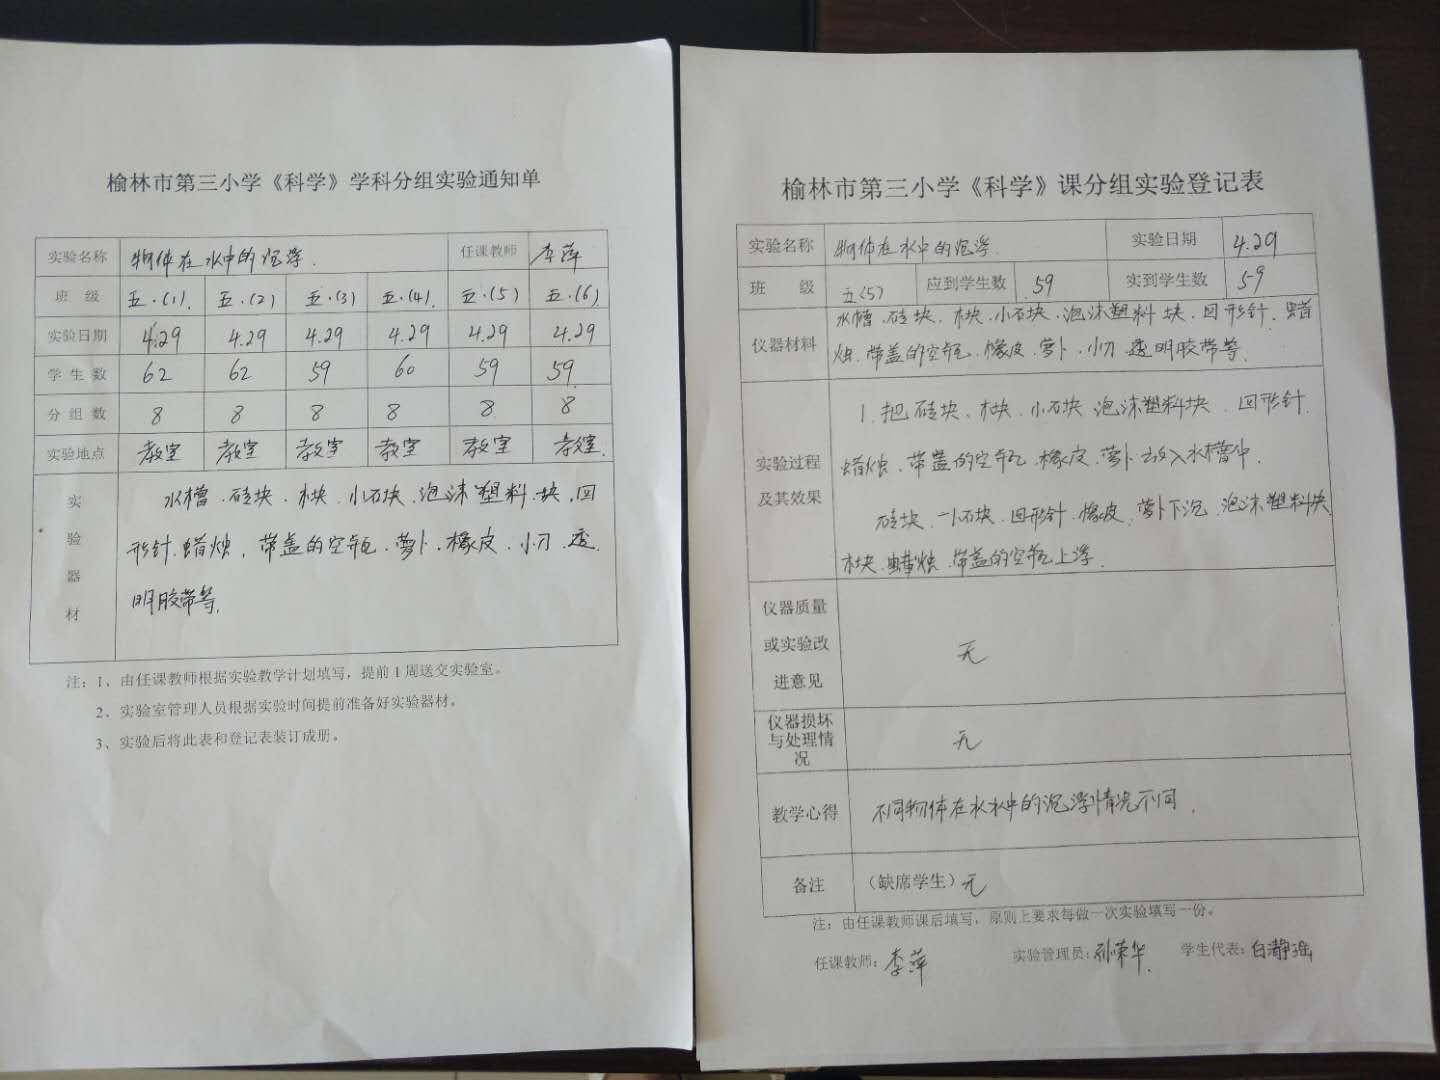 榆林市第三小学《科学》学科分组实验通知单
实验名称 物体在水中的沉浮. 任课教师 李萍
班 级 五.(1). 五.(2) 五.(3) 五.(4). 五.(5) 五.(6)
实验日期 4.29 4.29 4.29 4.29 4.29 4.29
学生数 62 62 59 60 59 59
分组数 8 8 8 8 8 8
实验地点 教室 教室 教室 教室 教室 教室.
实验器材
水槽、砖块、木块、小石块、泡沫塑料块、回
形针、蜡烛、带盖的空瓶、萝卜、橡皮、小刀、透
明胶带等.
注：1、由任课教师根据实验教学计划填写，提前1周送交实验室。
2、实验室管理人员根据实验时间提前准备好实验器材。
3、实验后将此表和登记表装订成册。
榆林市第三小学《科学》课分组实验登记表
实验名称 物体在水中的沉浮. 实验日期 4.29
班 级 五(5) 应到学生数 59 实到学生数 59
仪器材料
水槽、砖块、木块、小石块、泡沫塑料块、回形针、蜡
烛、带盖的空瓶、橡皮、萝卜、小刀、透明胶带等.
实验过程
及其效果
1.把砖块、木块、小石块、泡沫塑料块、回形针、
蜡烛、带盖的空瓶、橡皮、萝卜放入水槽中.
砖块、小石块、回形针、橡皮、萝卜下沉、泡沫塑料块
木块、蜡烛、带盖的空瓶上浮.
仪器质量
或实验改
进意见
无
仪器损坏
与处理情
况
无
教学心得 不同物体在水水中的沉浮情况不同.
备注 （缺席学生）无
注：由任课教师课后填写，原则上要求每做一次实验填写一份。
任课教师：李萍 实验管理员：孙荣华 学生代表：白静瑶